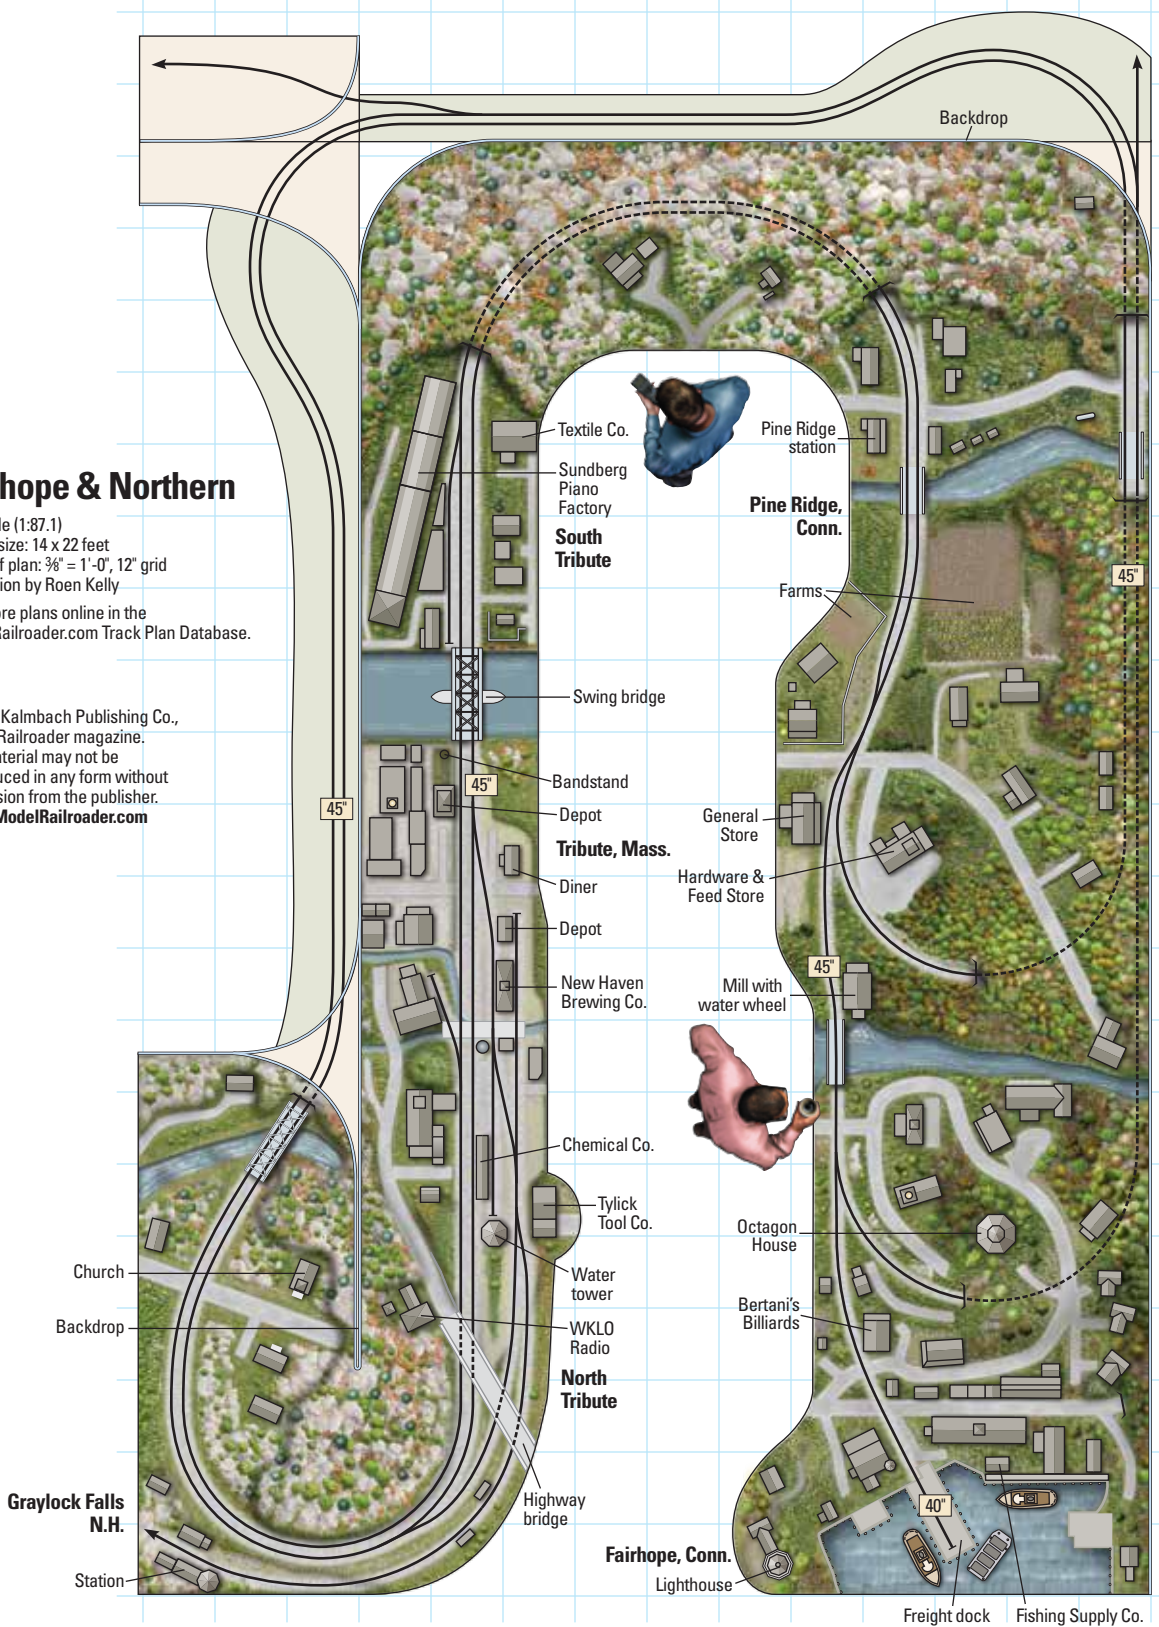 Backdrop
hope & Northern
le (1:87.1)
size: 14 x 22 feet
f plan: ⅜" = 1'-0", 12" grid
ion by Roen Kelly
ore plans online in the
Railroader.com Track Plan Database.
Kalmbach Publishing Co.,
Railroader magazine.
aterial may not be
uced in any form without
sion from the publisher.
ModelRailroader.com
45"
Textile Co.
Sundberg
Piano
Factory
South
Tribute
Swing bridge
45"
Bandstand
Depot
Tribute, Mass.
Diner
Depot
New Haven
Brewing Co.
Chemical Co.
Tylick
Tool Co.
Water
tower
WKLO
Radio
North
Tribute
Highway
bridge
Church
Backdrop
Graylock Falls
N.H.
Station
Pine Ridge
station
Pine Ridge,
Conn.
45"
Farms
General
Store
Hardware &
Feed Store
45"
Mill with
water wheel
Octagon
House
Bertani's
Billiards
40"
Fairhope, Conn.
Lighthouse
Freight dock
Fishing Supply Co.